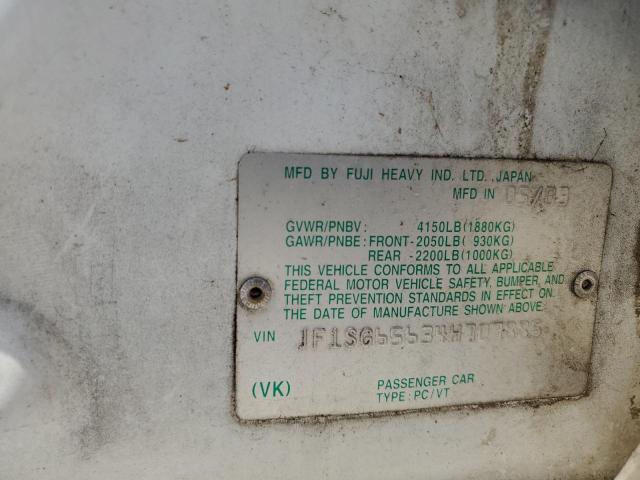 MFD BY FUJI HEAVY IND. LTD. JAPAN
MFD IN 05/03
GVWR/PNBV: 4150LB(1880KG)
GAWR/PNBE: FRONT-2050LB( 930KG)
REAR -2200LB(1000KG)
THIS VEHICLE CONFORMS TO ALL APPLICABLE
FEDERAL MOTOR VEHICLE SAFETY, BUMPER, AND
THEFT PREVENTION STANDARDS IN EFFECT ON
THE DATE OF MANUFACTURE SHOWN ABOVE.
VIN
(VK)
PASSENGER CAR
TYPE: PC/VT